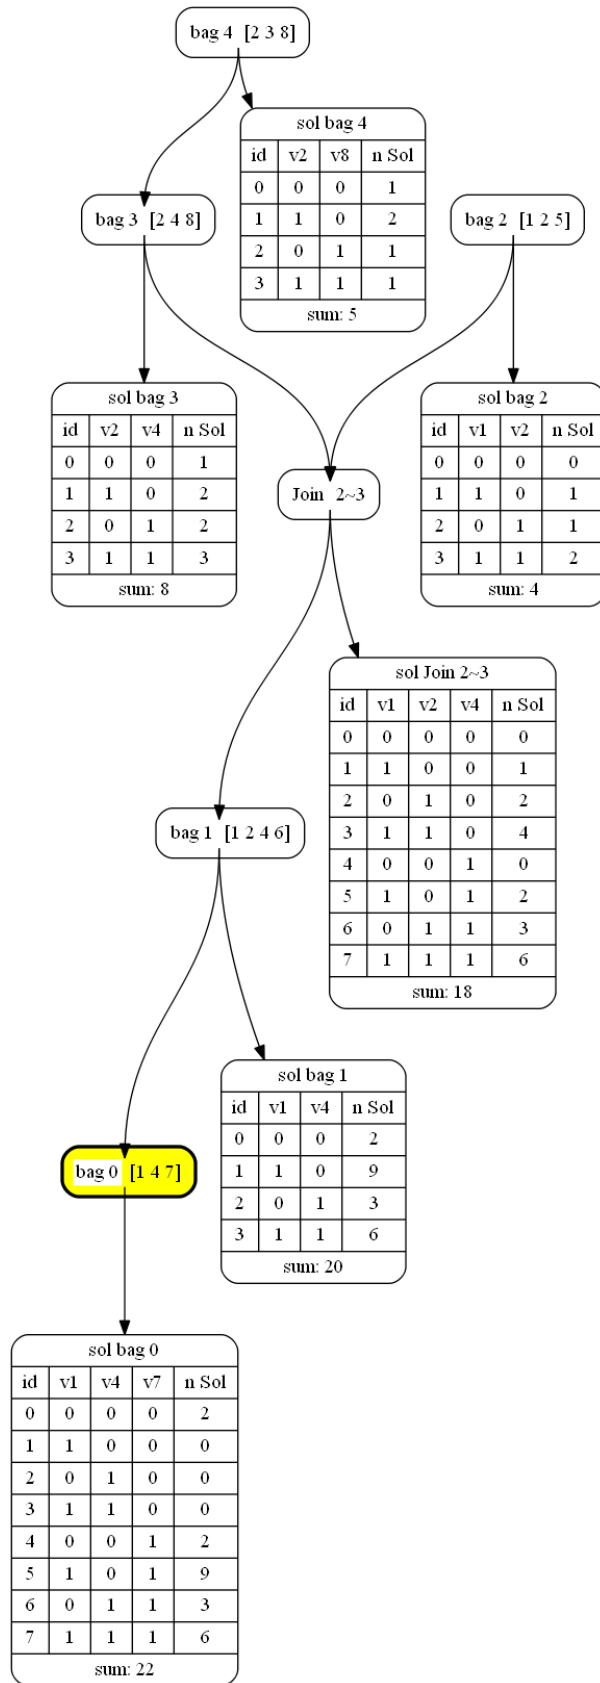 bag 4 [2 3 8]
sol bag 4
id v2 v8 n Sol
0 0 0 1
1 1 0 2
2 0 1 1
3 1 1 1
sum: 5
bag 3 [2 4 8]
bag 2 [1 2 5]
sol bag 3
id v2 v4 n Sol
0 0 0 1
1 1 0 2
2 0 1 2
3 1 1 3
sum: 8
Join 2~3
sol bag 2
id v1 v2 n Sol
0 0 0 0
1 1 0 1
2 0 1 1
3 1 1 2
sum: 4
sol Join 2~3
id v1 v2 v4 n Sol
0 0 0 0 0
1 1 0 0 1
2 0 1 0 2
3 1 1 0 4
4 0 0 1 0
5 1 0 1 2
6 0 1 1 3
7 1 1 1 6
sum: 18
bag 1 [1 2 4 6]
sol bag 1
id v1 v4 n Sol
0 0 0 2
1 1 0 9
2 0 1 3
3 1 1 6
sum: 20
bag 0 [1 4 7]
sol bag 0
id v1 v4 v7 n Sol
0 0 0 0 2
1 1 0 0 0
2 0 1 0 0
3 1 1 0 0
4 0 0 1 2
5 1 0 1 9
6 0 1 1 3
7 1 1 1 6
sum: 22